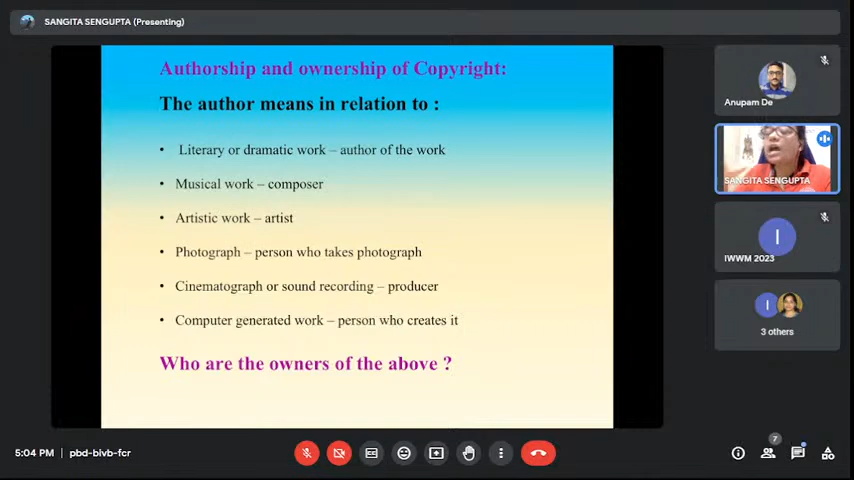 SANGITA SENGUPTA (Presenting)
Authorship and ownership of Copyright:
The author means in relation to :
• Literary or dramatic work – author of the work
• Musical work – composer
• Artistic work – artist
• Photograph – person who takes photograph
• Cinematograph or sound recording – producer
• Computer generated work – person who creates it
Who are the owners of the above ?
Anupam De
SANGITA SENGUPTA
I
IWWM 2023
I
3 others
5:04 PM | pbd-bivb-fcr
7